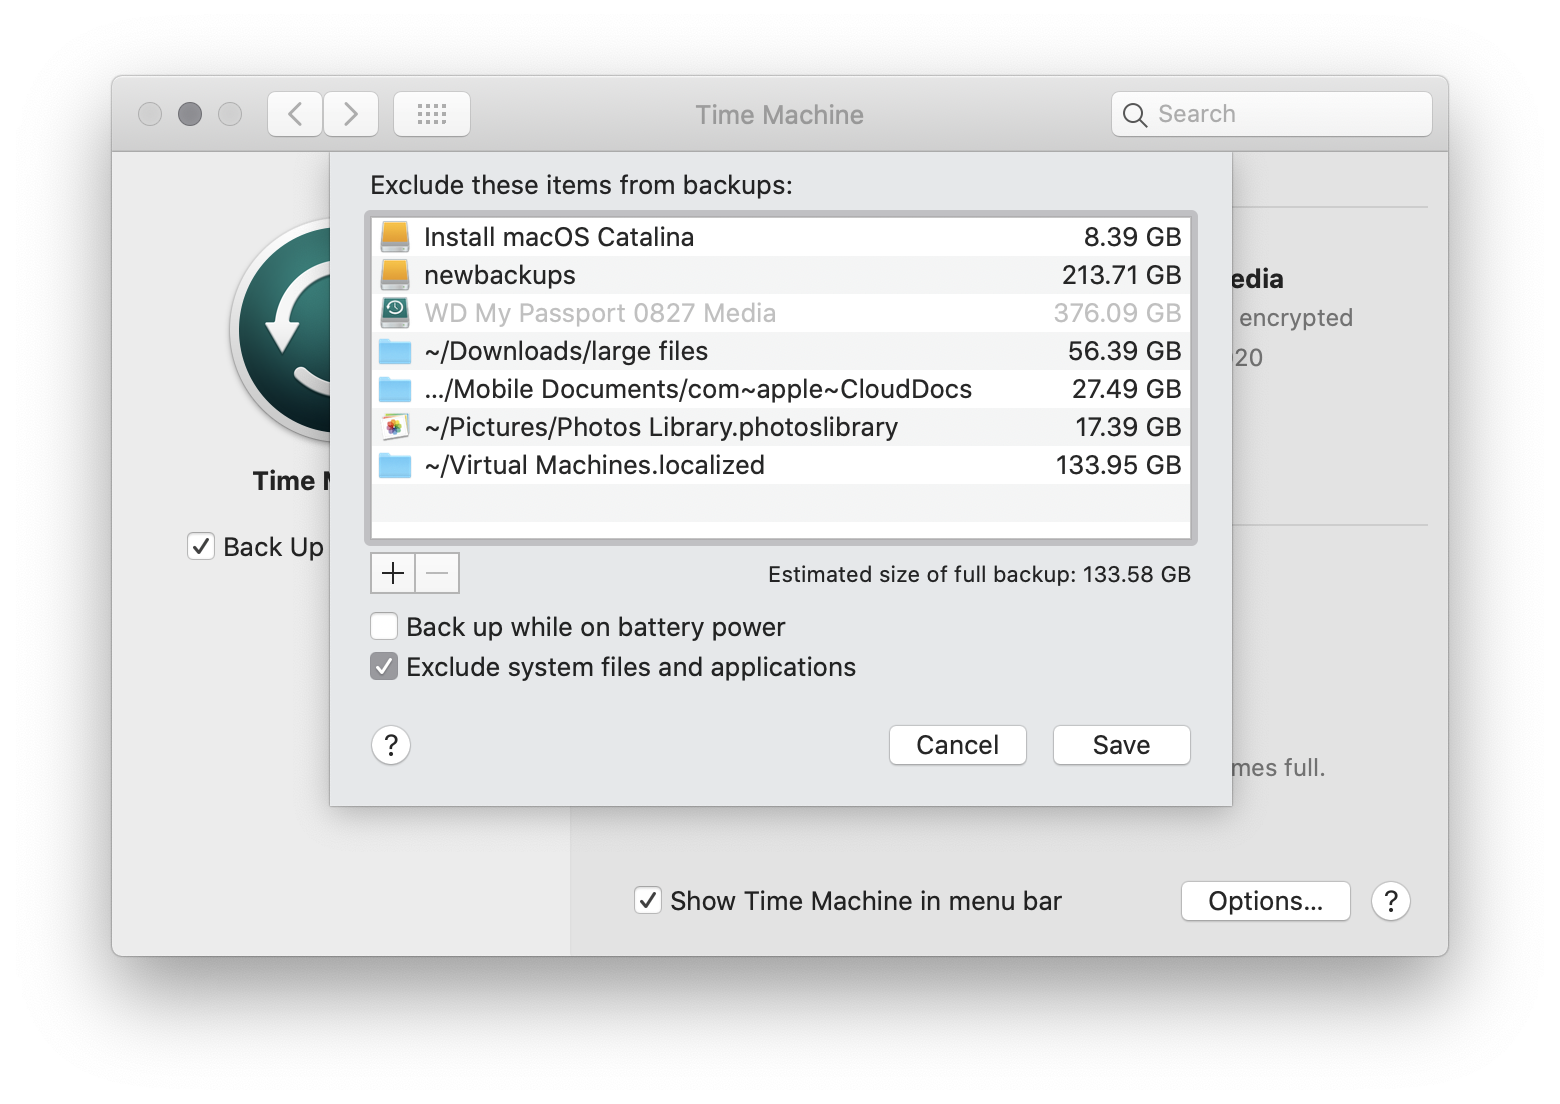 Time Machine
Search
Exclude these items from backups:
Install macOS Catalina 8.39 GB
newbackups 213.71 GB
WD My Passport 0827 Media 376.09 GB
~/Downloads/large files 56.39 GB
.../Mobile Documents/com~apple~CloudDocs 27.49 GB
~/Pictures/Photos Library.photoslibrary 17.39 GB
~/Virtual Machines.localized 133.95 GB
edia
encrypted
20
Time
Back Up
Estimated size of full backup: 133.58 GB
Back up while on battery power
Exclude system files and applications
?
Cancel
Save
mes full.
Show Time Machine in menu bar
Options...
?